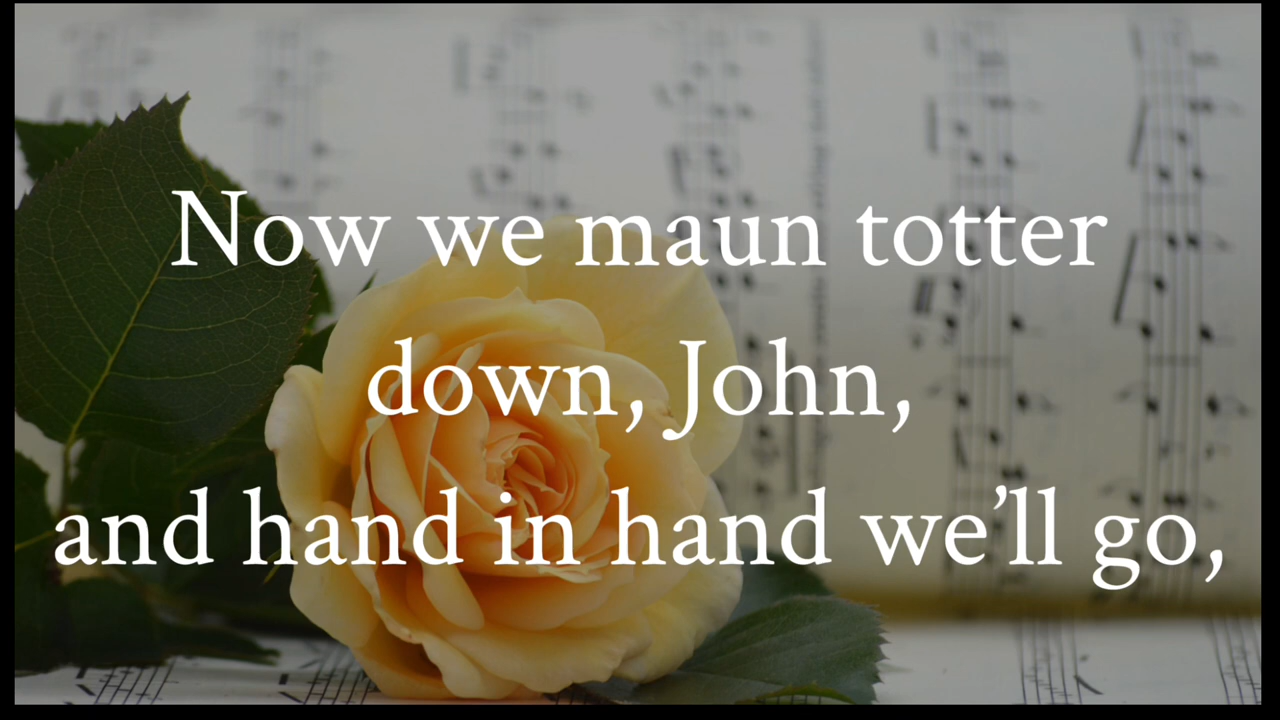 Now we maun totter
down, John,
and hand in hand we’ll go,